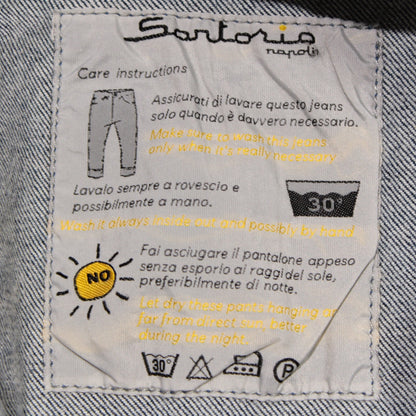 Sartorio
napoli
Care instructions
Assicurati di lavare questo jeans
solo quando è davvero necessario.
Make sure to wash this jeans
only when it's really necessary.
Lavalo sempre a rovescio e
possibilmente a mano.
30°
Wash it always inside out and possibly by hand.
Fai asciugare il pantalone appeso
senza esporlo ai raggi del sole,
preferibilmente di notte.
NO
Let dry these pants hanging
far from direct sun, better
during the night.
30°
P